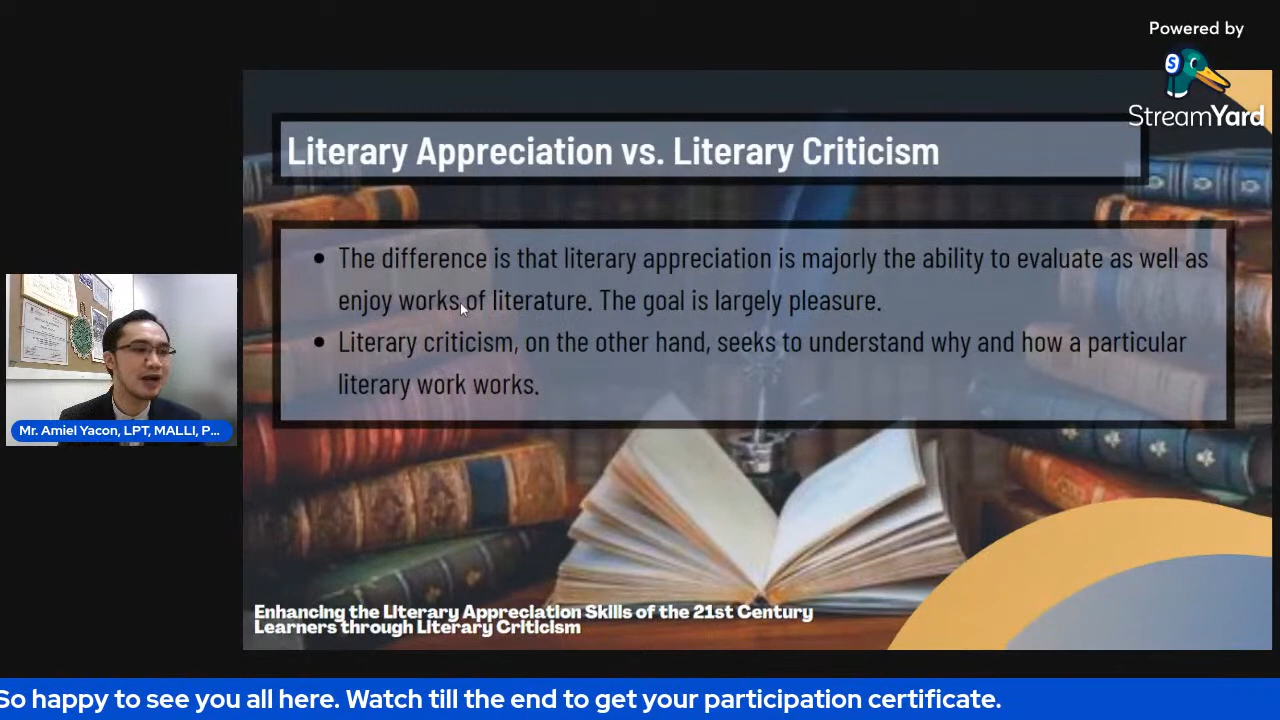 Powered by
StreamYard
Literary Appreciation vs. Literary Criticism
• The difference is that literary appreciation is majorly the ability to evaluate as well as
enjoy works of literature. The goal is largely pleasure.
• Literary criticism, on the other hand, seeks to understand why and how a particular
literary work works.
Mr. Amiel Yacon, LPT, MALLI, P...
Enhancing the Literary Appreciation Skills of the 21st Century
Learners through Literary Criticism
So happy to see you all here. Watch till the end to get your participation certificate.